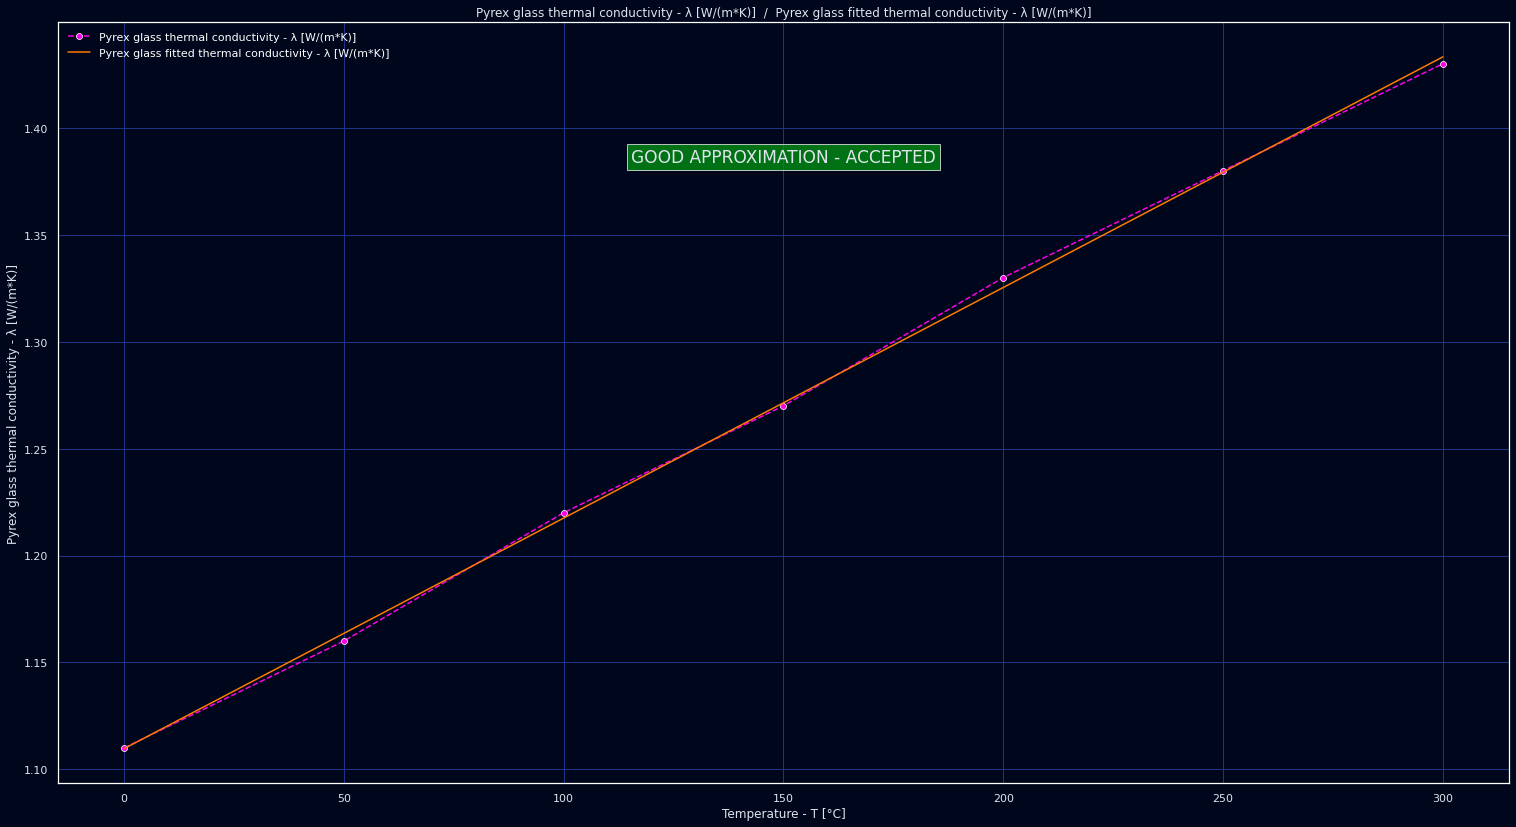 Pyrex glass thermal conductivity - λ [W/(m*K)]  /  Pyrex glass fitted thermal conductivity - λ [W/(m*K)]
Pyrex glass thermal conductivity - λ [W/(m*K)]
Pyrex glass fitted thermal conductivity - λ [W/(m*K)]
GOOD APPROXIMATION - ACCEPTED
Pyrex glass thermal conductivity - λ [W/(m*K)]
1.40
1.35
1.30
1.25
1.20
1.15
1.10
0 50 100 150 200 250 300
Temperature - T [°C]